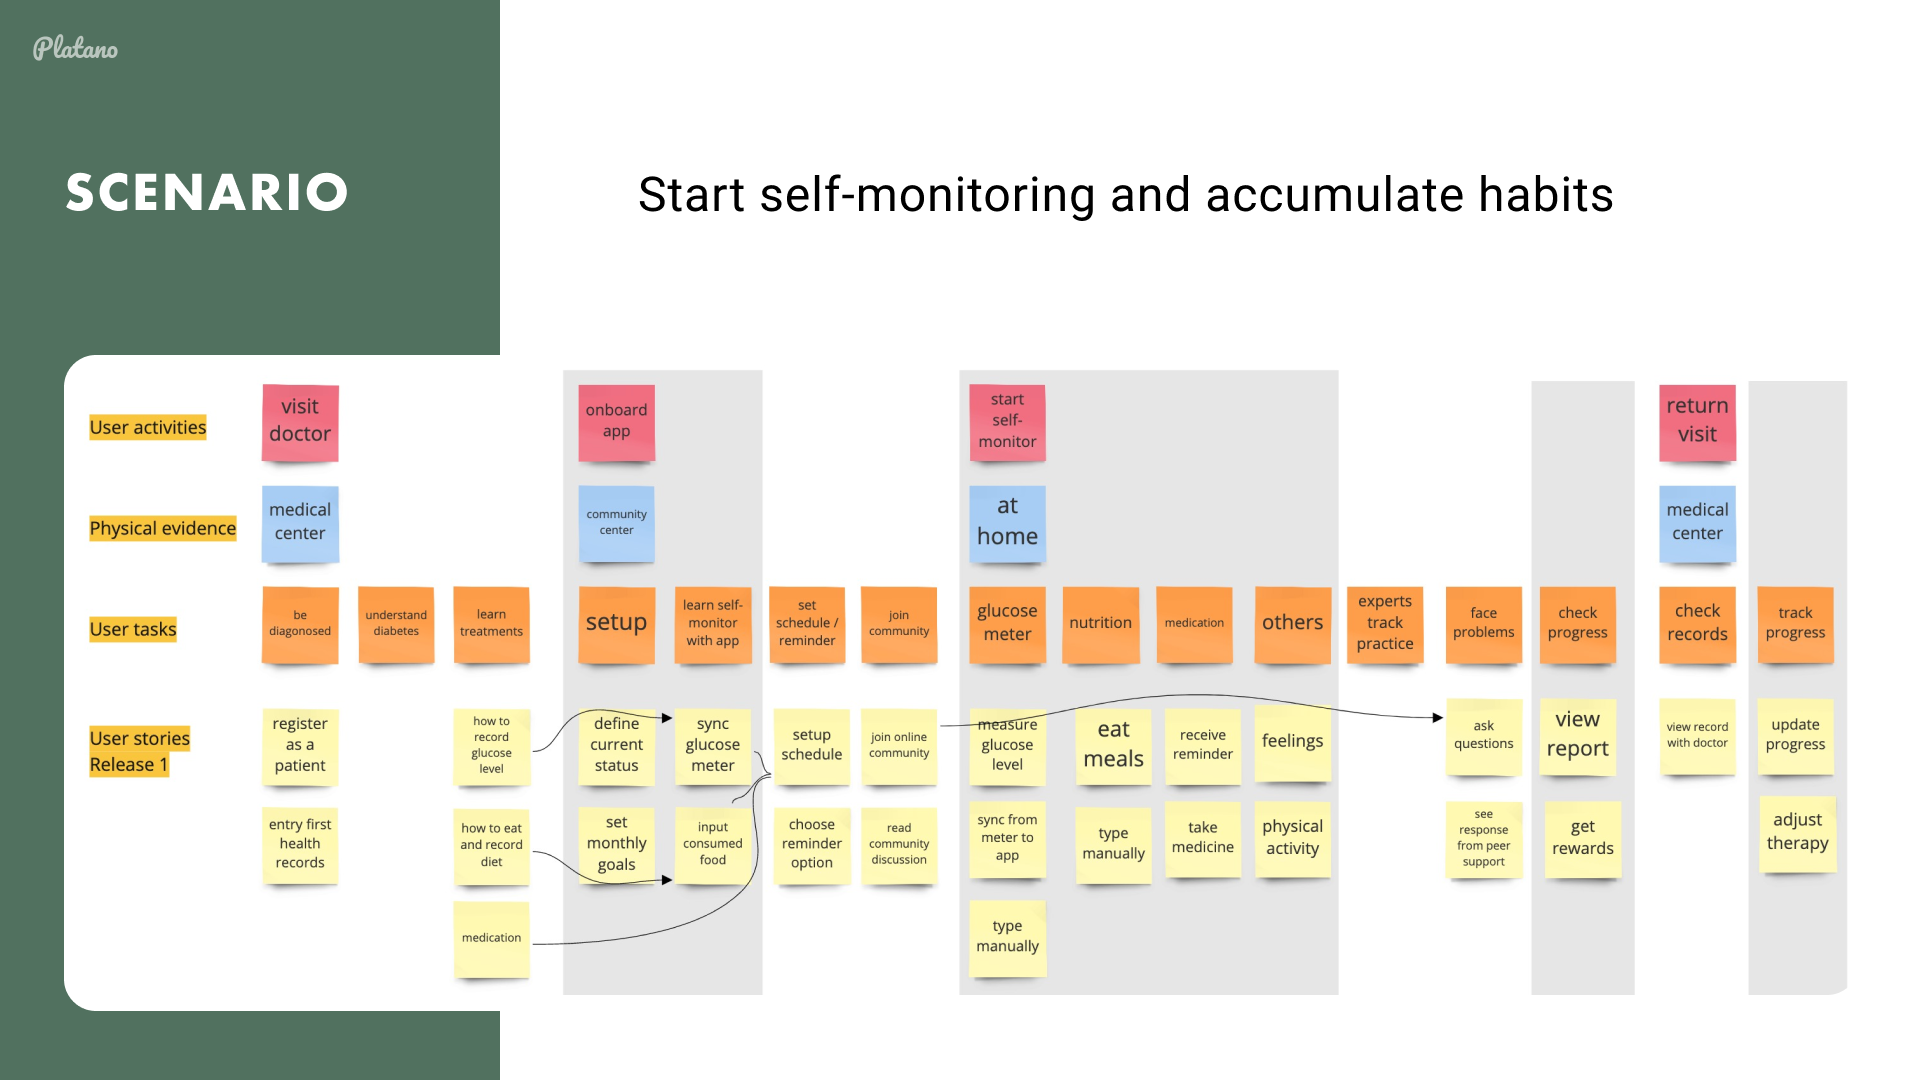 Platano
SCENARIO
Start self-monitoring and accumulate habits
User activities
visit
doctor
onboard
app
start
self-
monitor
return
visit
Physical evidence
medical
center
community
center
at
home
medical
center
User tasks
be
diagonosed
understand
diabetes
learn
treatments
setup
learn self-
monitor
with app
set
schedule /
reminder
join
community
glucose
meter
nutrition
medication
others
experts
track
practice
face
problems
check
progress
check
records
track
progress
User stories
Release 1
register
as a
patient
how to
record
glucose
level
define
current
status
sync
glucose
meter
setup
schedule
join online
community
measure
glucose
level
eat
meals
receive
reminder
feelings
ask
questions
view
report
view record
with doctor
update
progress
entry first
health
records
how to eat
and record
diet
set
monthly
goals
input
consumed
food
choose
reminder
option
read
community
discussion
sync from
meter to
app
type
manually
take
medicine
physical
activity
see
response
from peer
support
get
rewards
adjust
therapy
medication
type
manually